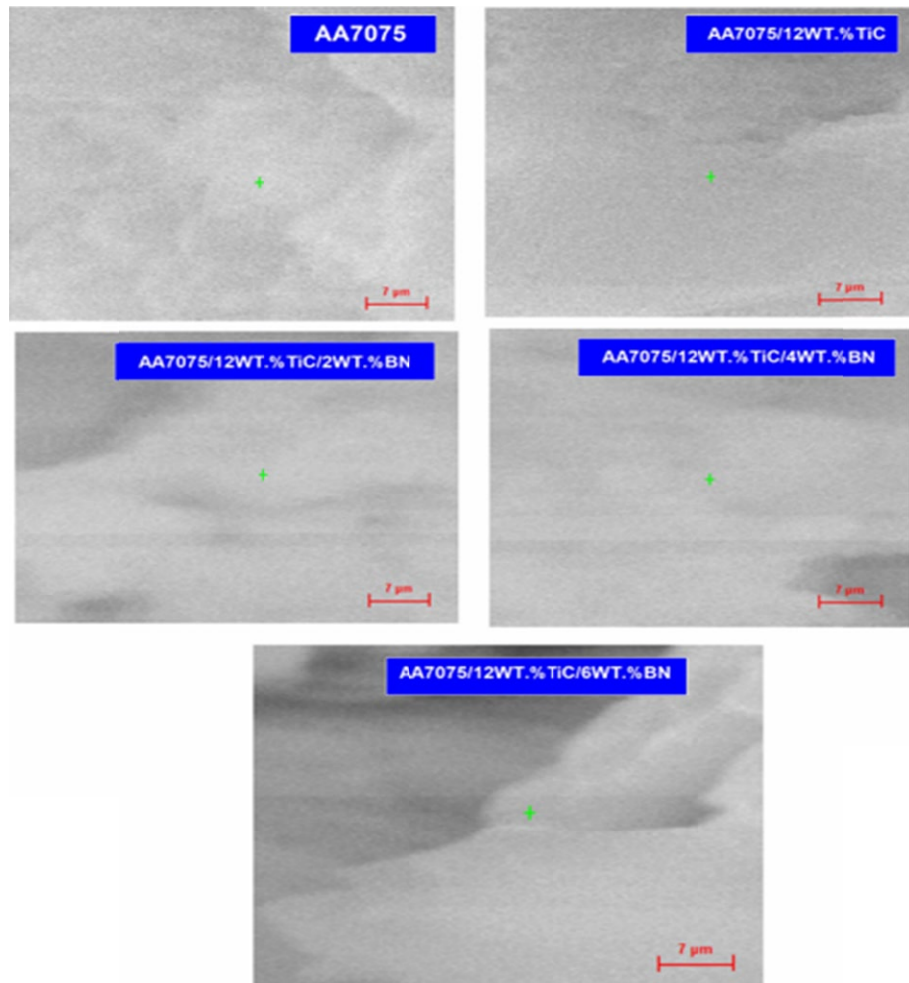 AA7075
7 µm
AA7075/12WT.%TiC
7 µm
AA7075/12WT.%TiC/2WT.%BN
7 µm
AA7075/12WT.%TiC/4WT.%BN
7 µm
AA7075/12WT.%TiC/6WT.%BN
7 µm